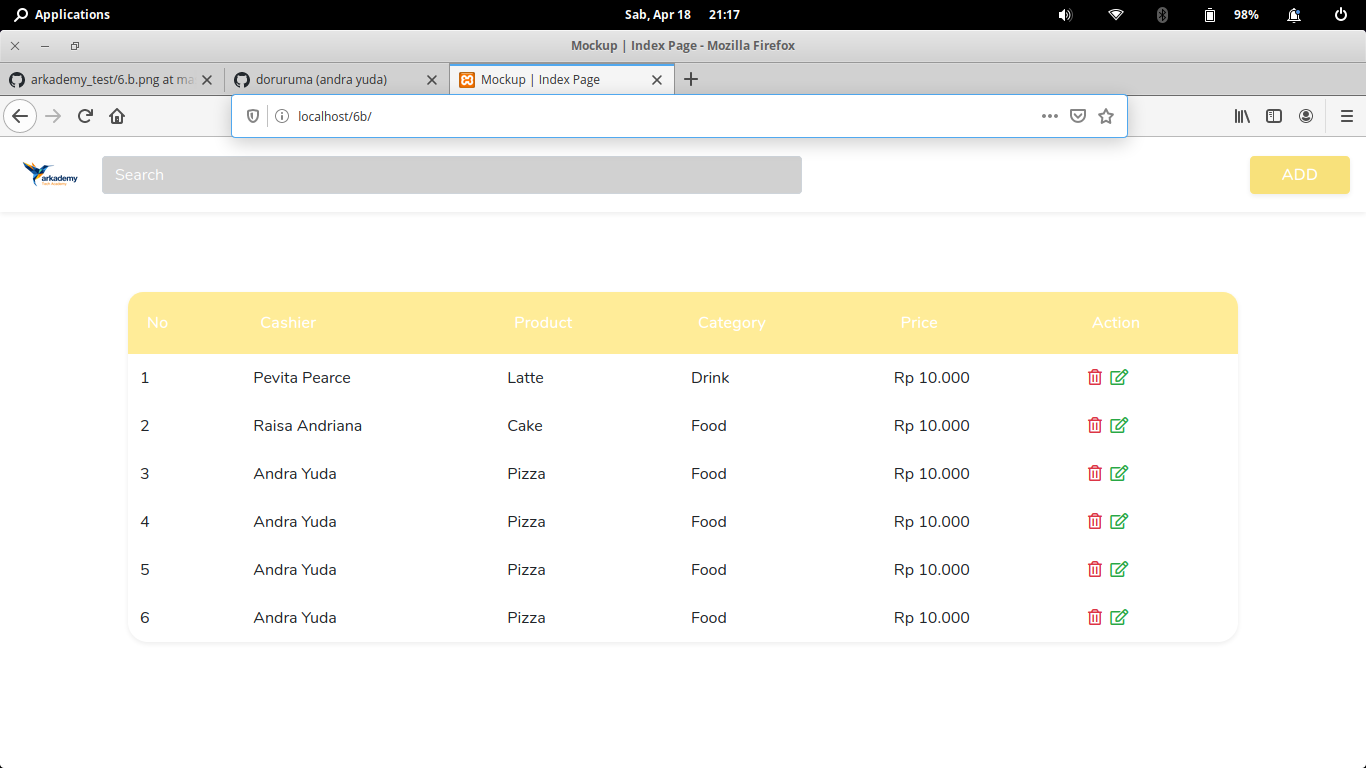 Applications Sab, Apr 18 21:17 98%
Mockup | Index Page - Mozilla Firefox
arkademy_test/6.b.png at ma doruruma (andra yuda) Mockup | Index Page
localhost/6b/
arkademy Search ADD
No Cashier Product Category Price Action
1 Pevita Pearce Latte Drink Rp 10.000
2 Raisa Andriana Cake Food Rp 10.000
3 Andra Yuda Pizza Food Rp 10.000
4 Andra Yuda Pizza Food Rp 10.000
5 Andra Yuda Pizza Food Rp 10.000
6 Andra Yuda Pizza Food Rp 10.000